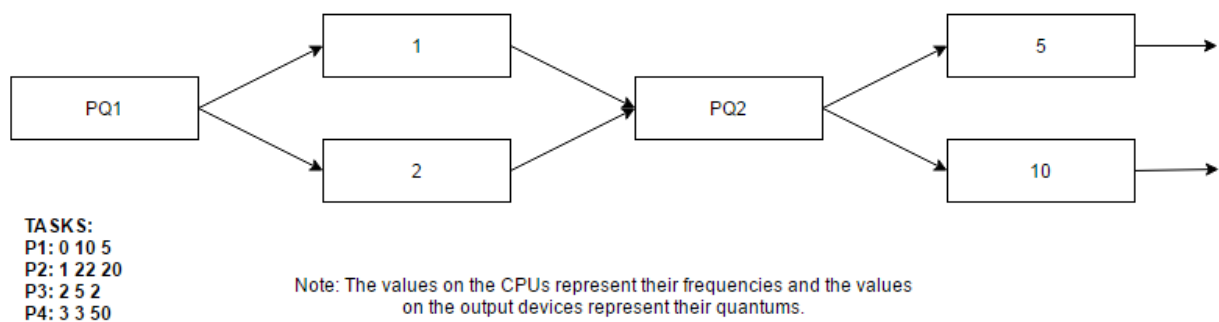 PQ1
1
2
PQ2
5
10
TASKS:
P1: 0 10 5
P2: 1 22 20
P3: 2 5 2
P4: 3 3 50
Note: The values on the CPUs represent their frequencies and the values
on the output devices represent their quantums.